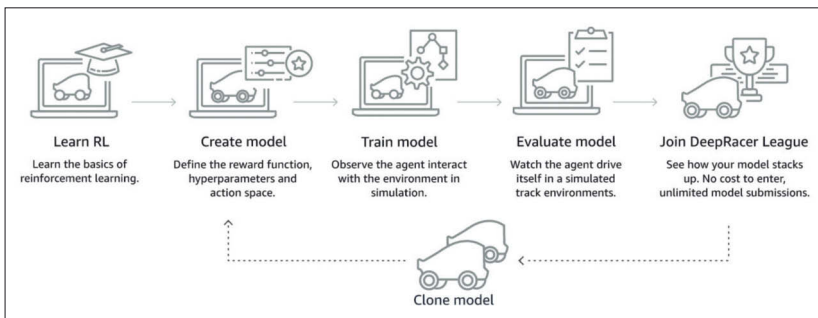 Learn RL
Learn the basics of
reinforcement learning.
Create model
Define the reward function,
hyperparameters and
action space.
Train model
Observe the agent interact
with the environment in
simulation.
Evaluate model
Watch the agent drive
itself in a simulated
track environments.
Join DeepRacer League
See how your model stacks
up. No cost to enter,
unlimited model submissions.
Clone model